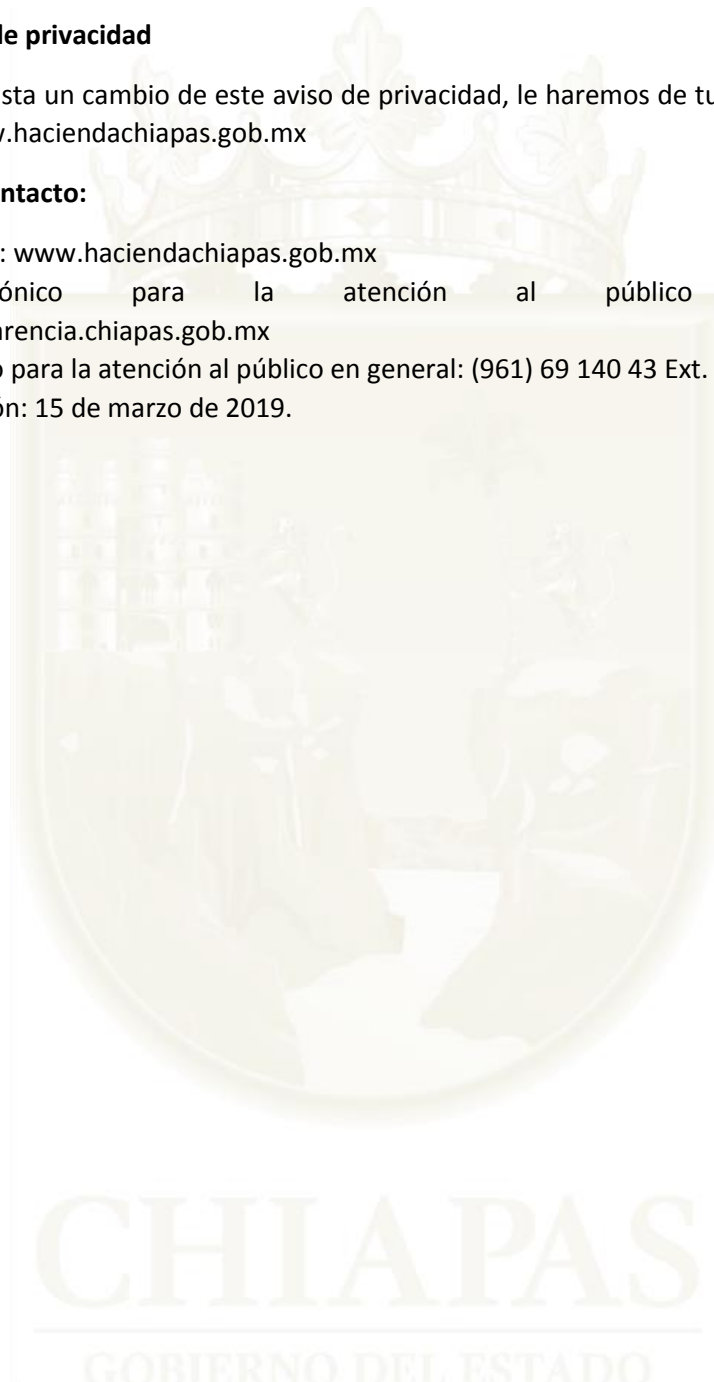 le privacidad
sta un cambio de este aviso de privacidad, le haremos de tu
.haciendachiapas.gob.mx
ntacto:
: www.haciendachiapas.gob.mx
ónico para la atención al público
arencia.chiapas.gob.mx
o para la atención al público en general: (961) 69 140 43 Ext.
ón: 15 de marzo de 2019.
CHIAPAS
GOBIERNO DEL ESTADO